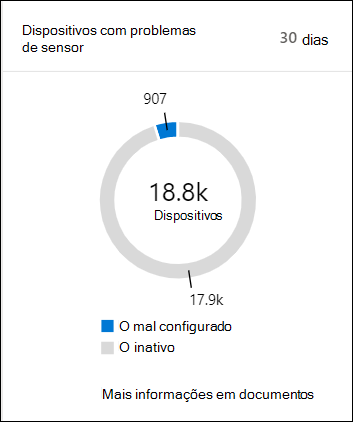 Dispositivos com problemas
de sensor
30 dias
907
18.8k
Dispositivos
17.9k
O mal configurado
O inativo
Mais informações em documentos